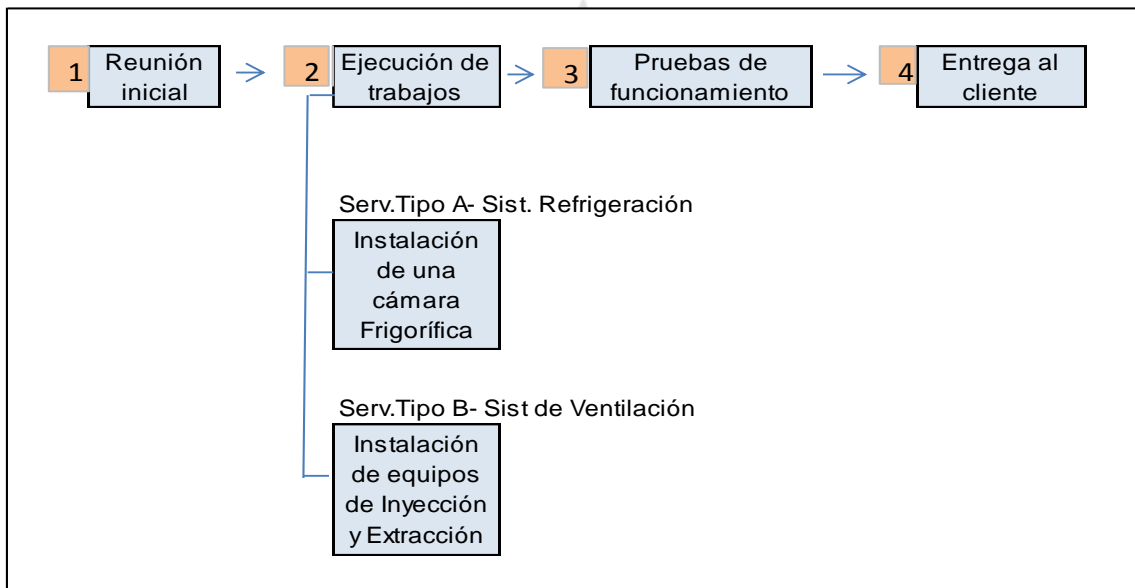 1 Reunión
inicial
2 Ejecución de
trabajos
3 Pruebas de
funcionamiento
4 Entrega al
cliente
Serv.Tipo A- Sist. Refrigeración
Instalación
de una
cámara
Frigorífica
Serv.Tipo B- Sist de Ventilación
Instalación
de equipos
de Inyección
y Extracción